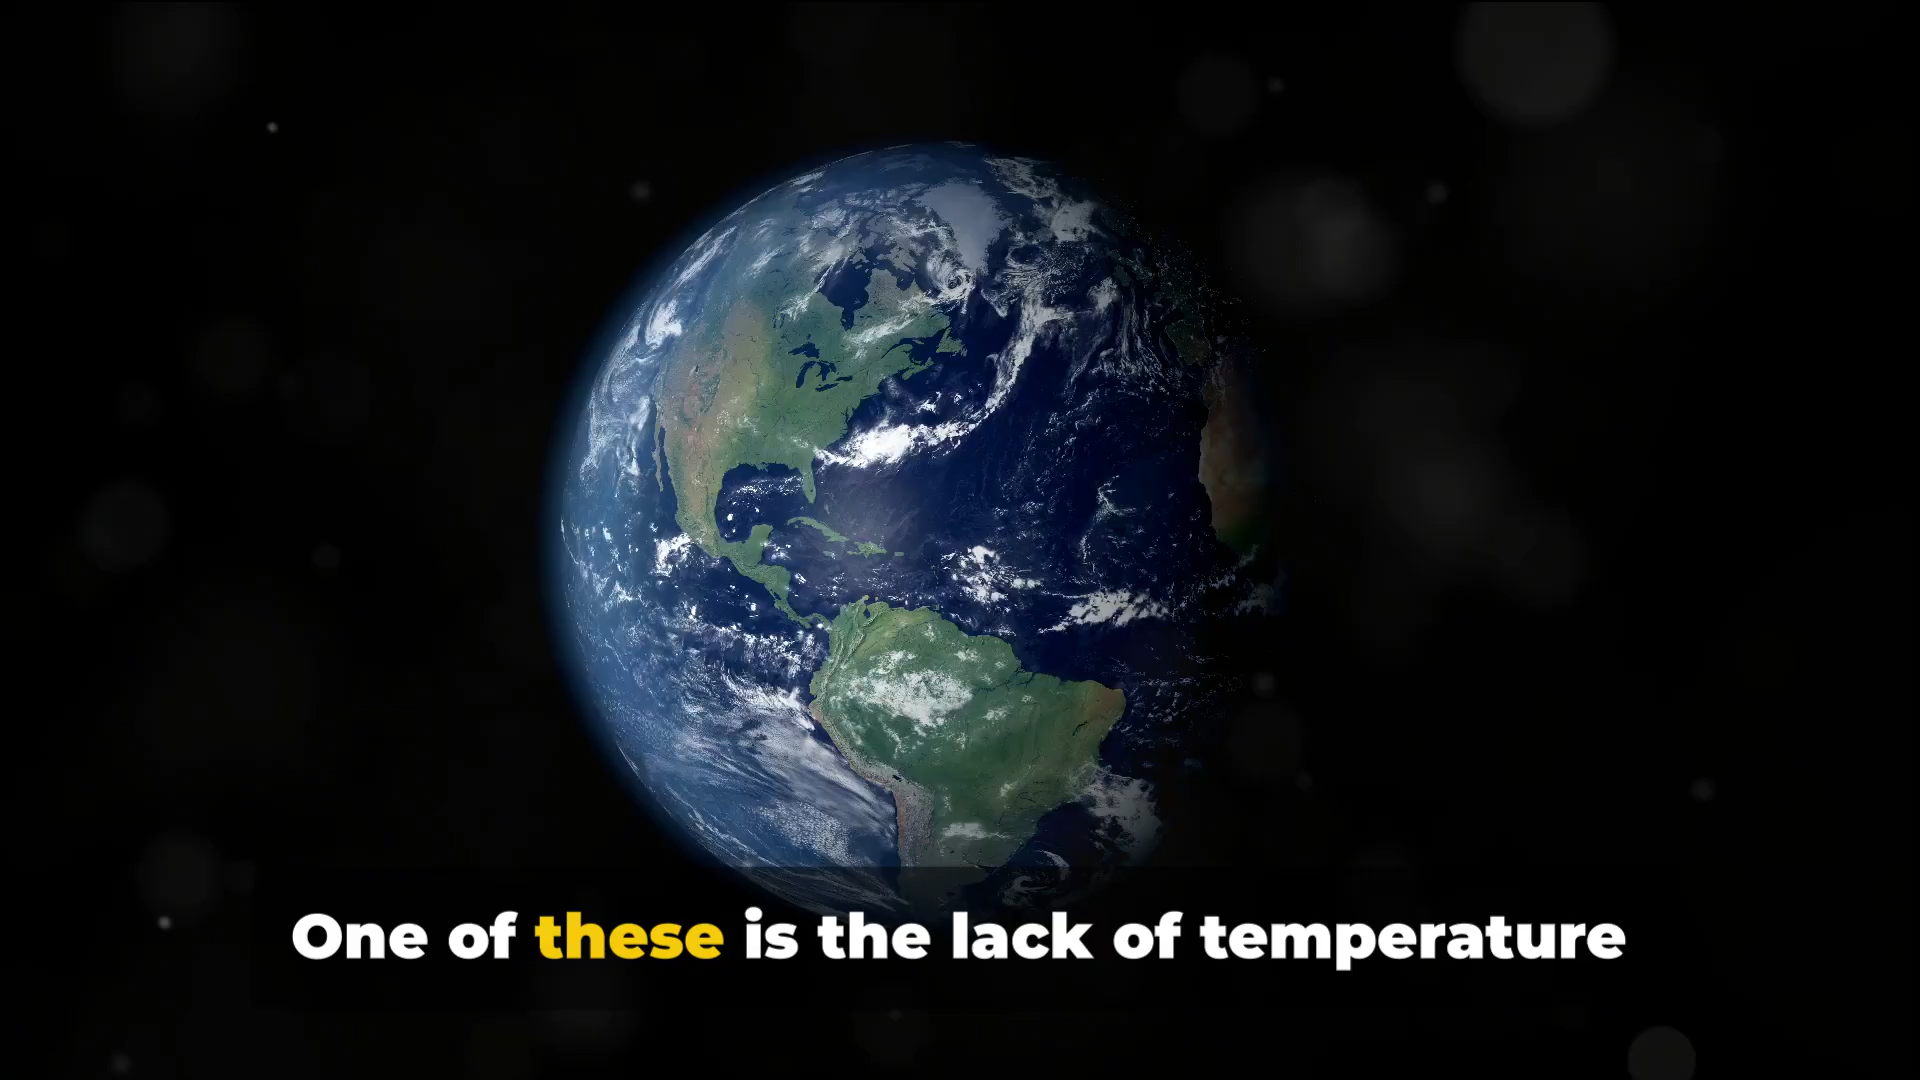 One of these is the lack of temperature